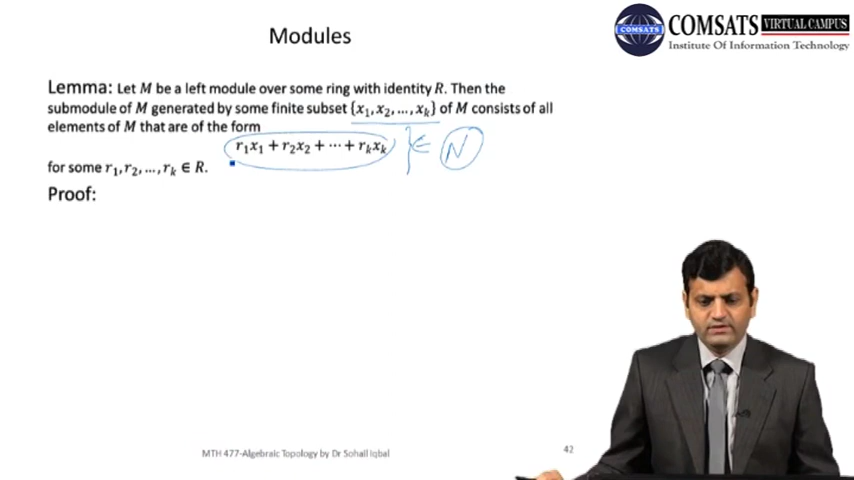 Modules
COMSATS VIRTUAL CAMPUS
Institute Of Information Technology
COMSATS
Lemma: Let M be a left module over some ring with identity R. Then the
submodule of M generated by some finite subset {x₁, x₂, ..., xₖ} of M consists of all
elements of M that are of the form
r₁x₁ + r₂x₂ + ⋯ + rₖxₖ } ∈ N
for some r₁, r₂, ..., rₖ ∈ R.
Proof:
MTH 477-Algebraic Topology by Dr Sohail Iqbal
42